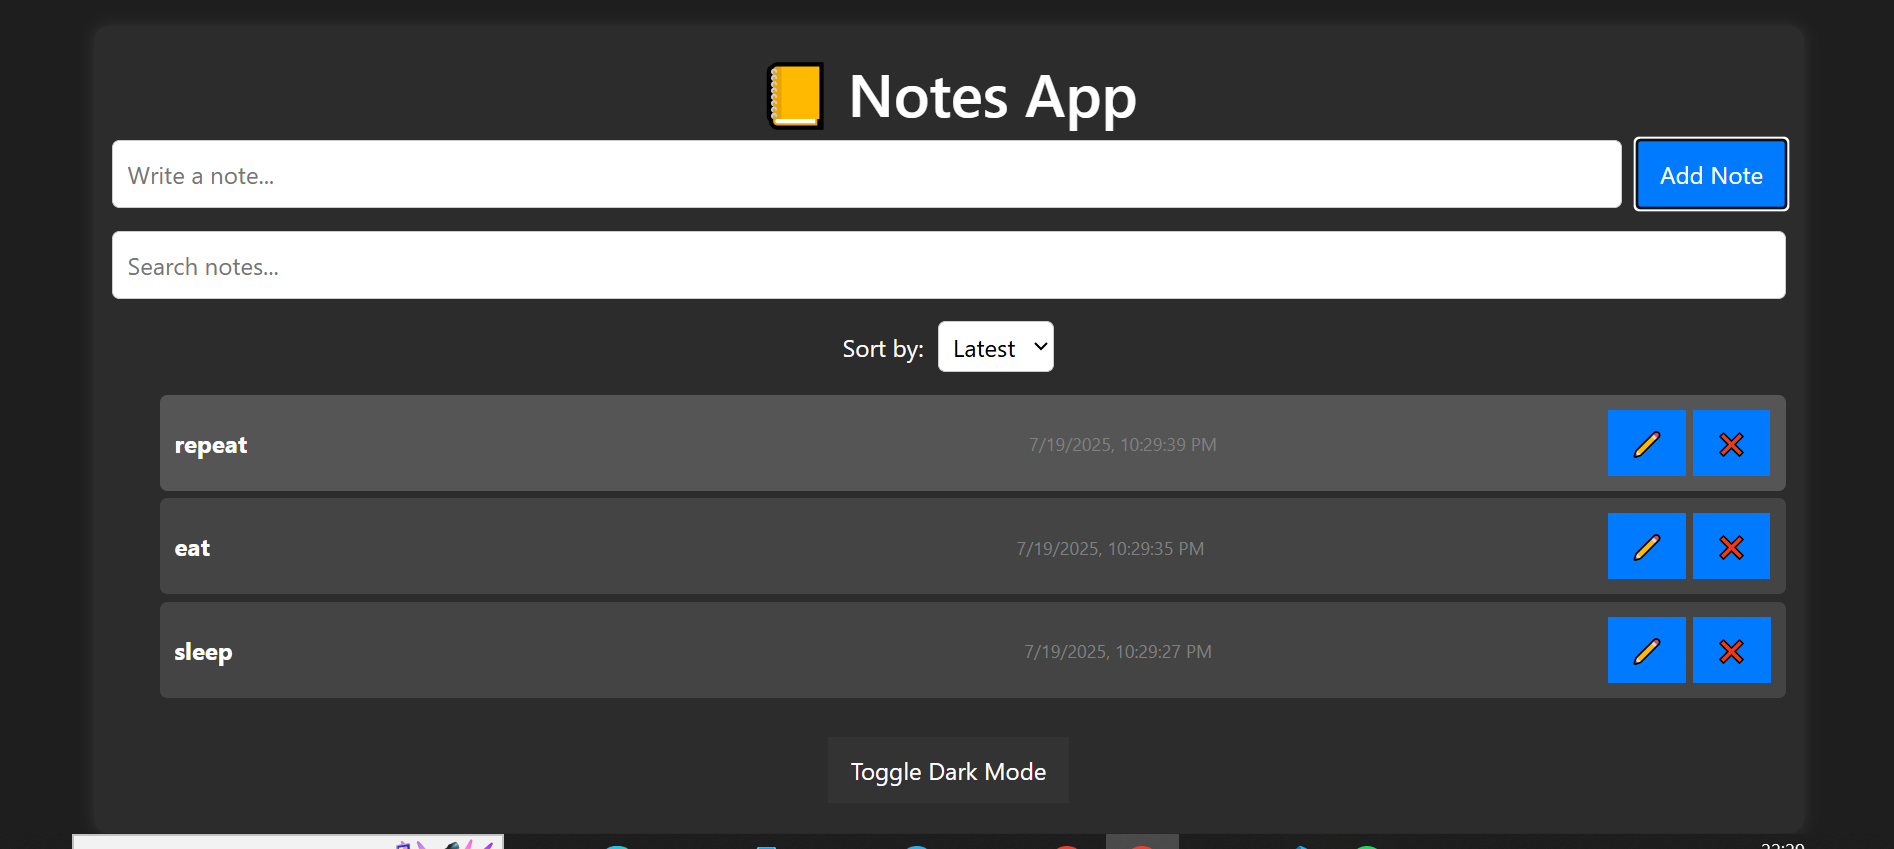 Notes App
Write a note...
Add Note
Search notes...
Sort by: Latest
repeat 7/19/2025, 10:29:39 PM
eat 7/19/2025, 10:29:35 PM
sleep 7/19/2025, 10:29:27 PM
Toggle Dark Mode